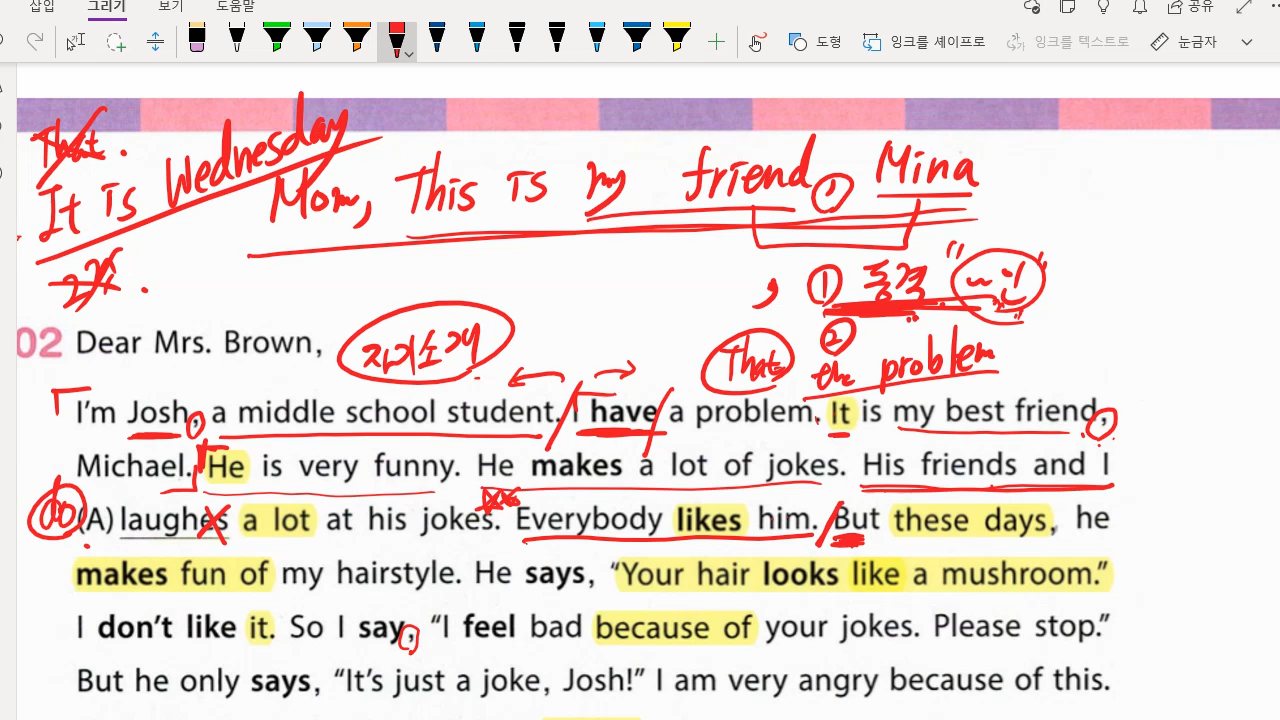 삽입 그리기 보기 도움말 공유
도형 잉크를 셰이프로 잉크를 텍스트로 눈금자
That.
It is Wednesday
Mom, This is my friend, Mina
, ① 동격 "~인"
②
02 Dear Mrs. Brown, 자기소개 That the problem
I'm Josh, a middle school student. I have a problem. It is my best friend,
Michael. He is very funny. He makes a lot of jokes. His friends and I
do (A) laughes a lot at his jokes. Everybody likes him. But these days, he
makes fun of my hairstyle. He says, "Your hair looks like a mushroom."
I don't like it. So I say, "I feel bad because of your jokes. Please stop."
But he only says, "It's just a joke, Josh!" I am very angry because of this.